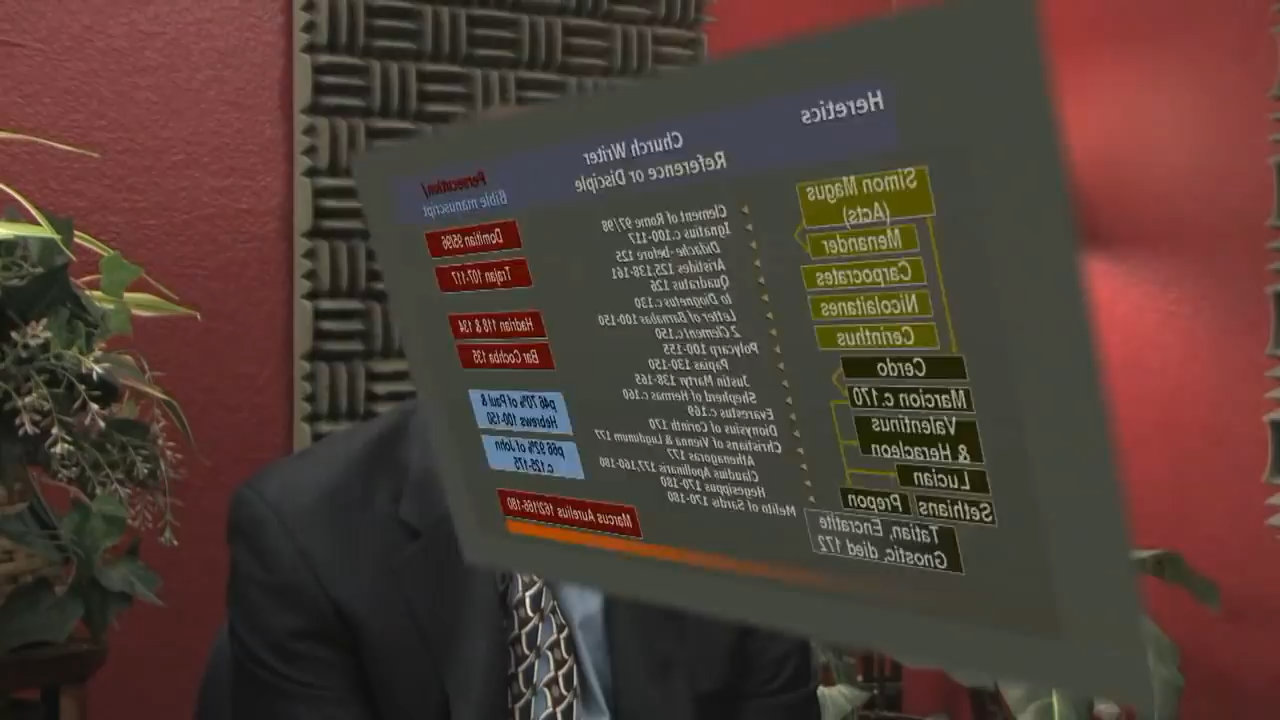 Heretics
Church Writer
Reference or Disciple
Persecution/
Bible manuscript
Simon Magus
(Acts)
Menander
Carpocrates
Nicolaitanes
Cerinthus
Cerdo
Marcion c 170
Valentinus
& Heracleon
Lucian
Prepon
Sethians
Tatian, Encratite
Gnostic, died 172
Clement of Rome 97/98
Ignatius c.100-117
Didache -before 125
Aristides 125,138-161
Quadratus 126
to Diognetus c.130
Letter of Barnabas 100-150
2 Clement c.150
Polycarp 100-155
Papias 130-150
Justin Martyr 138-165
Shepherd of Hermas c.160
Evarestus c.169
Dionysius of Corinth 170
Christians of Vienna & Lugdunum 177
Athenagoras 177
Claudius Apollinaris 177,160-180
Hegesippus 170-180
Melito of Sardis 170-180
Domitian 95/96
Trajan 107-117
Hadrian 118 & 134
Bar Cochba 135
p46 70% of Paul &
Hebrews 100-150
p66 92% of John
c.125-175
Marcus Aurelius 162/166-180